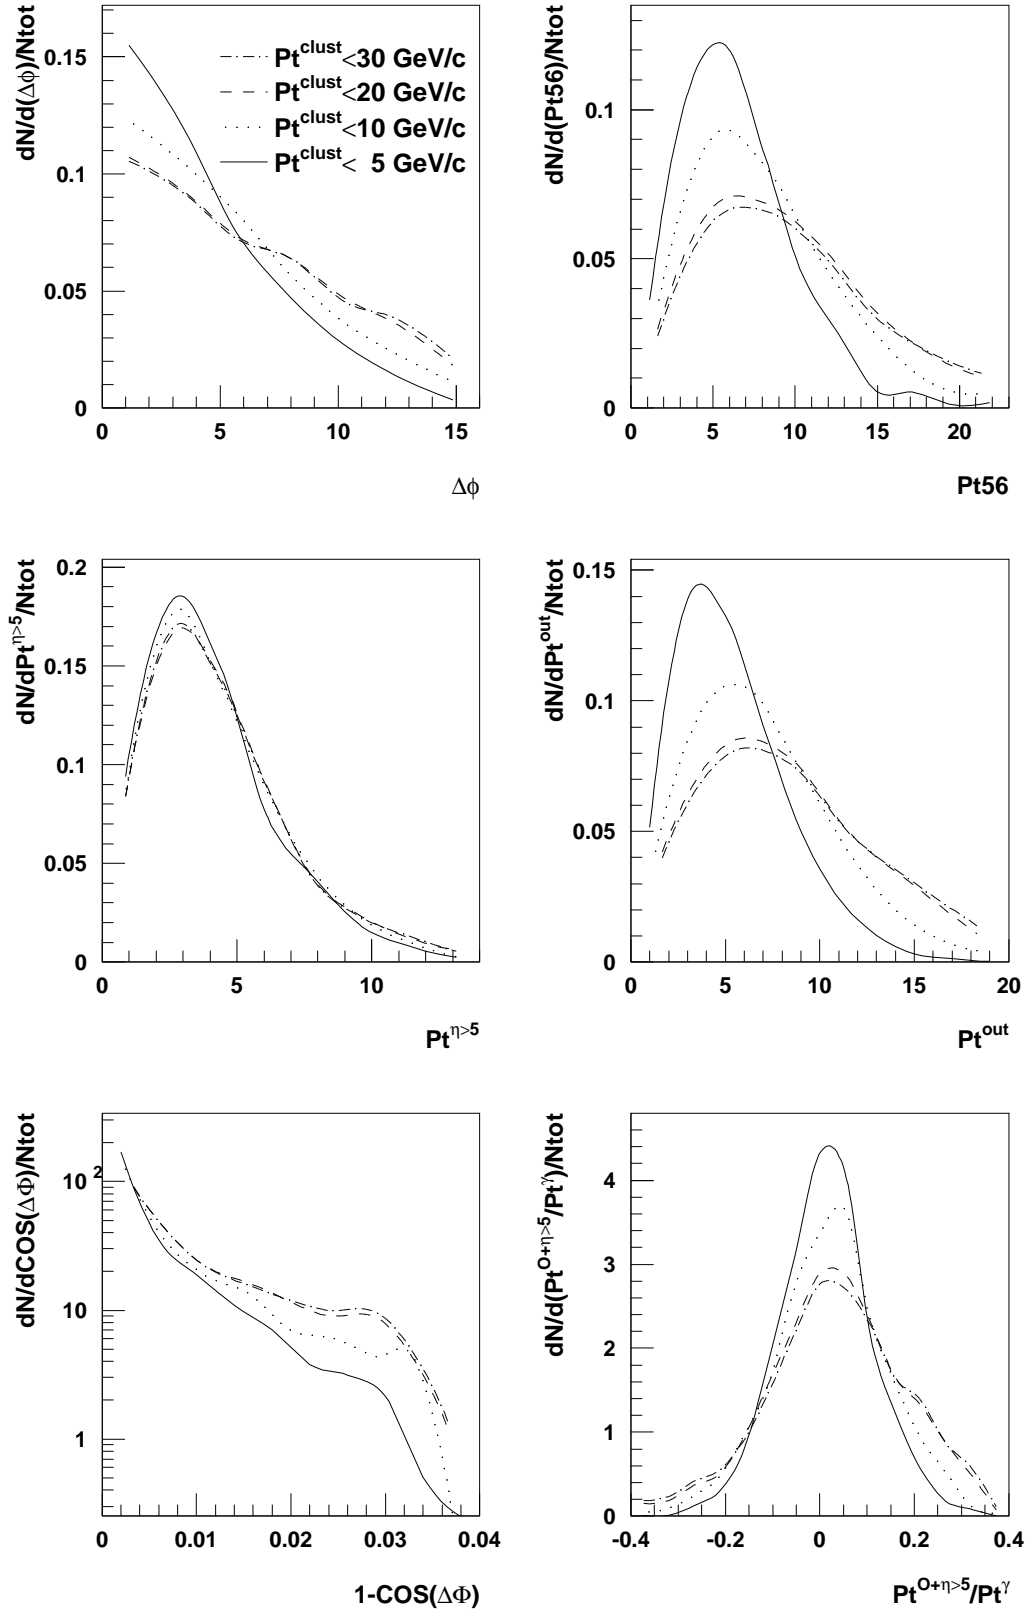 dN/d(Δϕ)/Ntot
Pt^clust<30 GeV/c
Pt^clust<20 GeV/c
Pt^clust<10 GeV/c
Pt^clust< 5 GeV/c
0.15
0.1
0.05
0
0 5 10 15
Δϕ
dN/d(Pt56)/Ntot
0.1
0.05
0
0 5 10 15 20
Pt56
dN/dPt^η>5/Ntot
0.2
0.15
0.1
0.05
0
0 5 10
Pt^η>5
dN/dPt^out/Ntot
0.15
0.1
0.05
0
0 5 10 15 20
Pt^out
dN/dCOS(ΔΦ)/Ntot
10^2
10
1
0 0.01 0.02 0.03 0.04
1-COS(ΔΦ)
dN/d(Pt^O+η>5/Pt^γ)/Ntot
4
3
2
1
0
-0.4 -0.2 0 0.2 0.4
Pt^O+η>5/Pt^γ